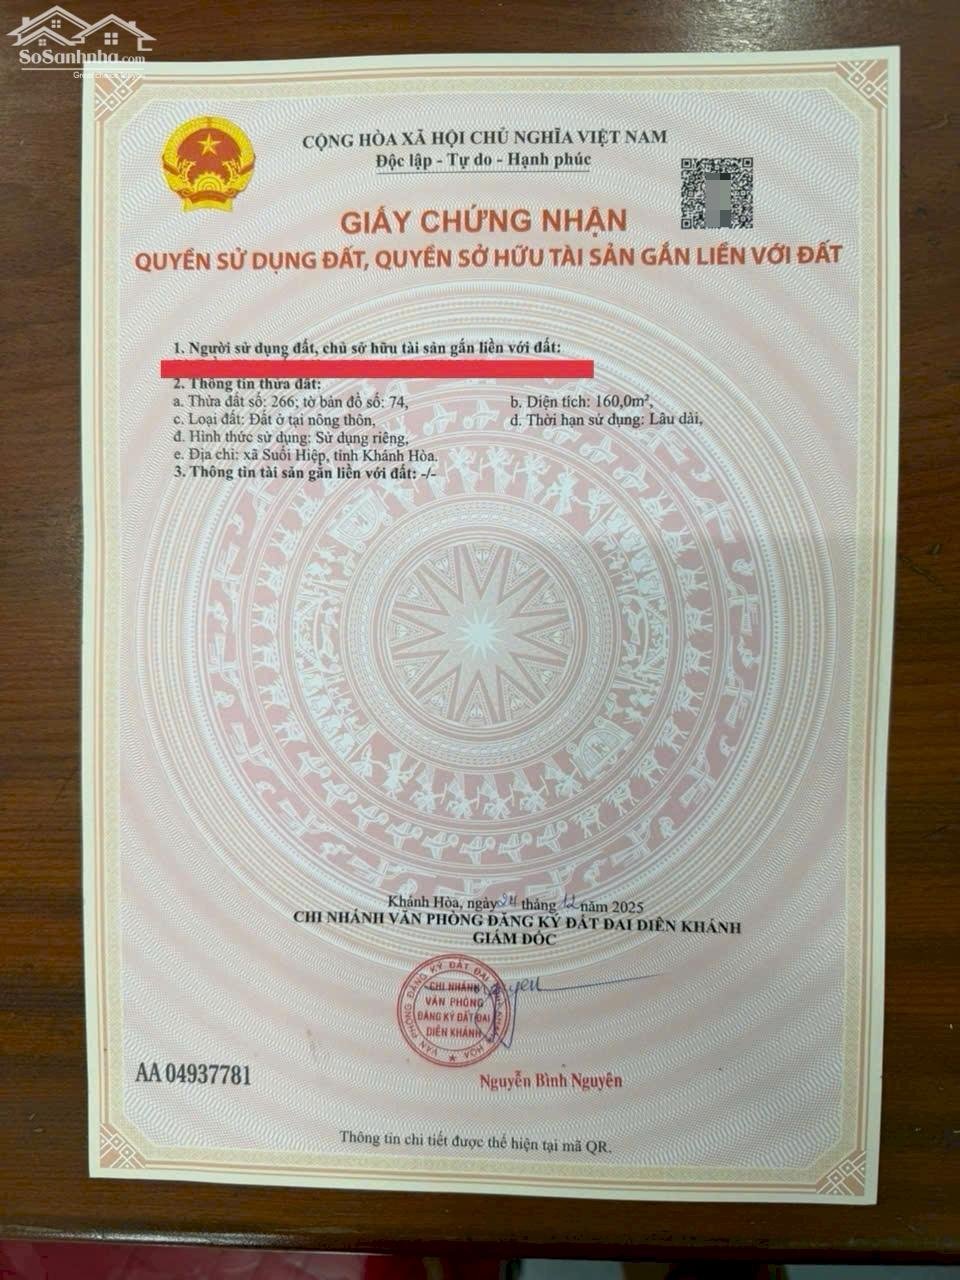 SoSanhnha.com
CỘNG HÒA XÃ HỘI CHỦ NGHĨA VIỆT NAM
Độc lập - Tự do - Hạnh phúc
GIẤY CHỨNG NHẬN
QUYỀN SỬ DỤNG ĐẤT, QUYỀN SỞ HỮU TÀI SẢN GẮN LIỀN VỚI ĐẤT
1. Người sử dụng đất, chủ sở hữu tài sản gắn liền với đất:
2. Thông tin thửa đất:
a. Thửa đất số: 266; tờ bản đồ số: 74, b. Diện tích: 160,0m²,
c. Loại đất: Đất ở tại nông thôn, d. Thời hạn sử dụng: Lâu dài,
đ. Hình thức sử dụng: Sử dụng riêng,
e. Địa chỉ: xã Suối Hiệp, tỉnh Khánh Hòa.
3. Thông tin tài sản gắn liền với đất: -/-
Khánh Hòa, ngày 24 tháng 12 năm 2025
CHI NHÁNH VĂN PHÒNG ĐĂNG KÝ ĐẤT ĐAI DIÊN KHÁNH
GIÁM ĐỐC
CHI NHÁNH
VĂN PHÒNG
ĐĂNG KÝ ĐẤT ĐAI
DIÊN KHÁNH
Nguyễn Bình Nguyên
AA 04937781
Thông tin chi tiết được thể hiện tại mã QR.